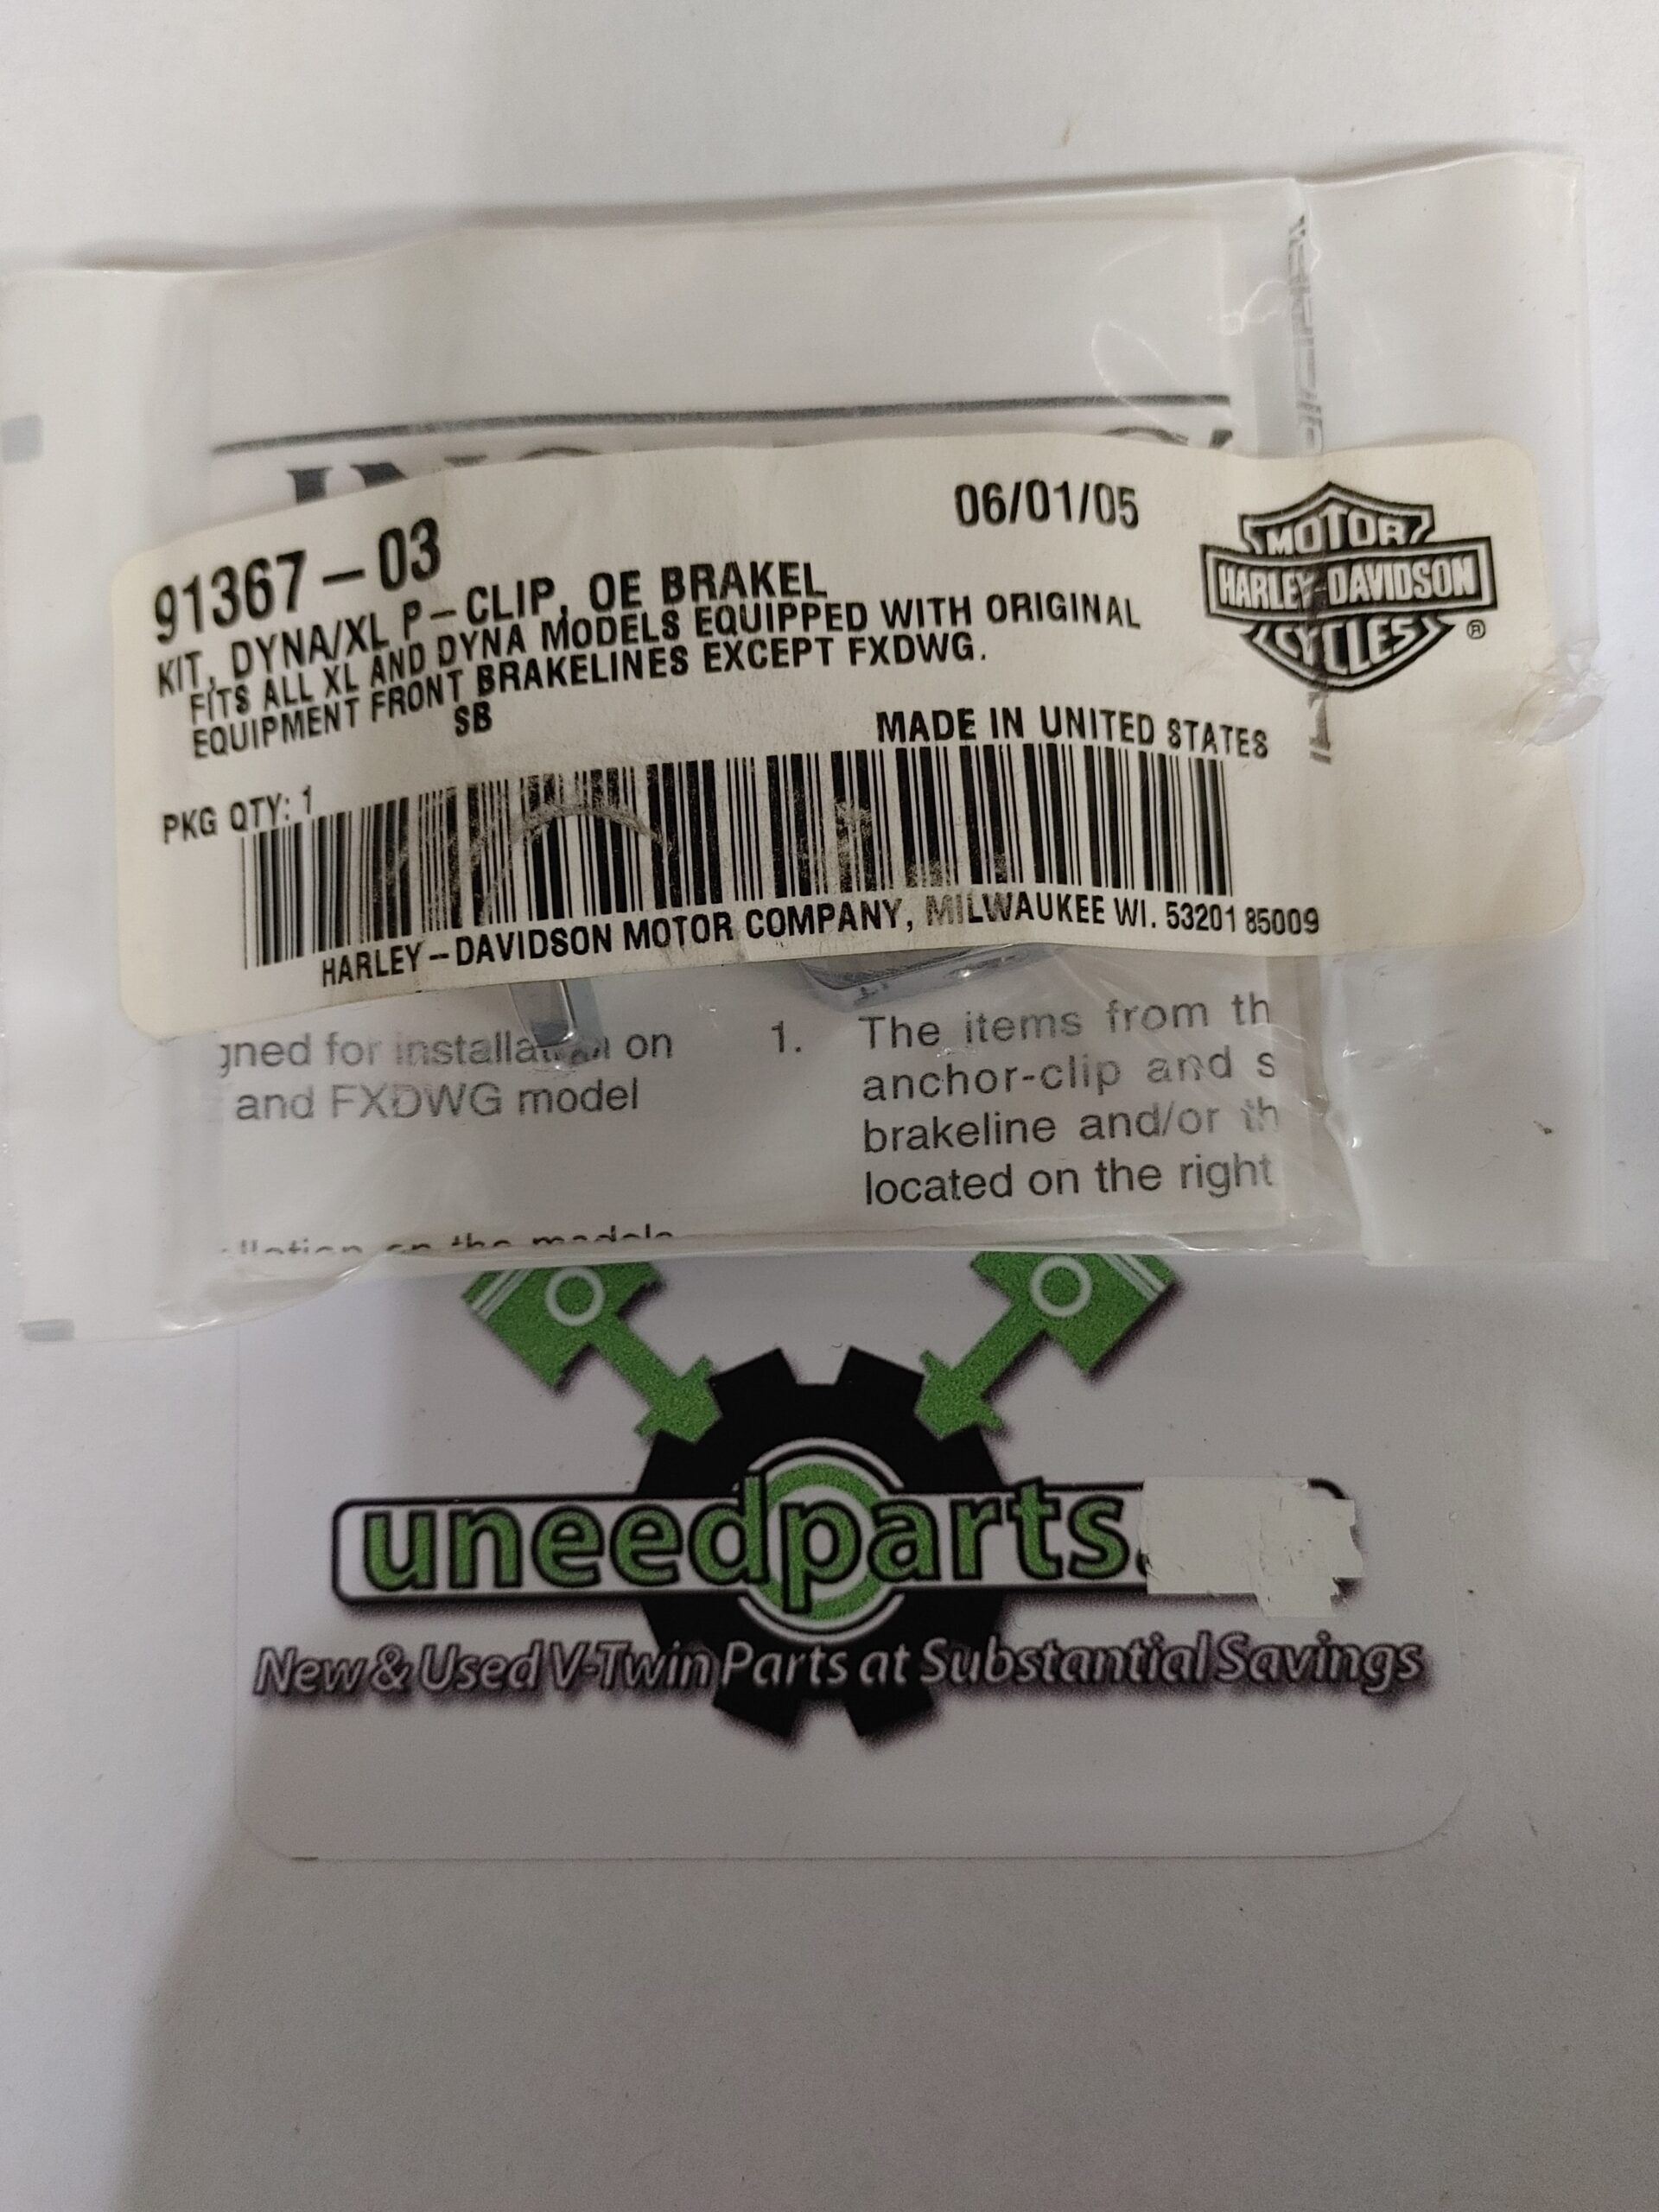 91367-03
06/01/05
KIT, DYNA/XL P-CLIP, OE BRAKEL
FITS ALL XL AND DYNA MODELS EQUIPPED WITH ORIGINAL
EQUIPMENT FRONT BRAKELINES EXCEPT FXDWG.
SB
MADE IN UNITED STATES
PKG QTY: 1
HARLEY-DAVIDSON MOTOR COMPANY, MILWAUKEE WI. 53201 85009
MOTOR
HARLEY-DAVIDSON
CYCLES
®
gned for installation on
and FXDWG model
1. The items from th
anchor-clip and s
brakeline and/or th
located on the right
llation on the models
uneedparts.
New & Used V-Twin Parts at Substantial Savings